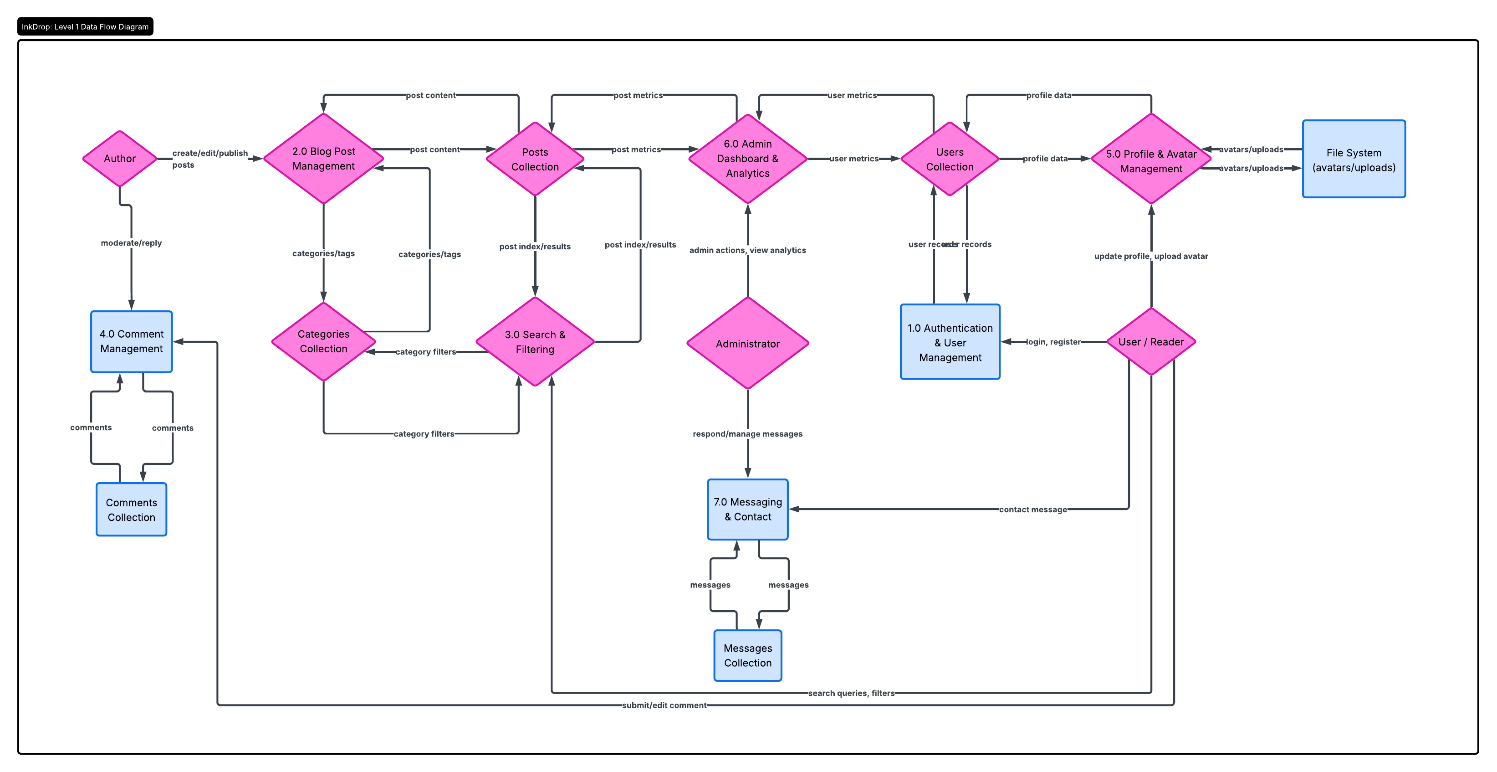 InkDrop: Level 1 Data Flow Diagram
post content
post metrics
user metrics
profile data
Author
create/edit/publish
posts
2.0 Blog Post
Management
post content
Posts
Collection
post metrics
6.0 Admin
Dashboard &
Analytics
user metrics
Users
Collection
profile data
5.0 Profile & Avatar
Management
avatars/uploads
avatars/uploads
File System
(avatars/uploads)
moderate/reply
categories/tags
categories/tags
post index/results
post index/results
admin actions, view analytics
user records
user records
update profile, upload avatar
4.0 Comment
Management
Categories
Collection
category filters
3.0 Search &
Filtering
Administrator
1.0 Authentication
& User
Management
login, register
User / Reader
comments
comments
category filters
respond/manage messages
Comments
Collection
7.0 Messaging
& Contact
contact message
messages
messages
Messages
Collection
search queries, filters
submit/edit comment